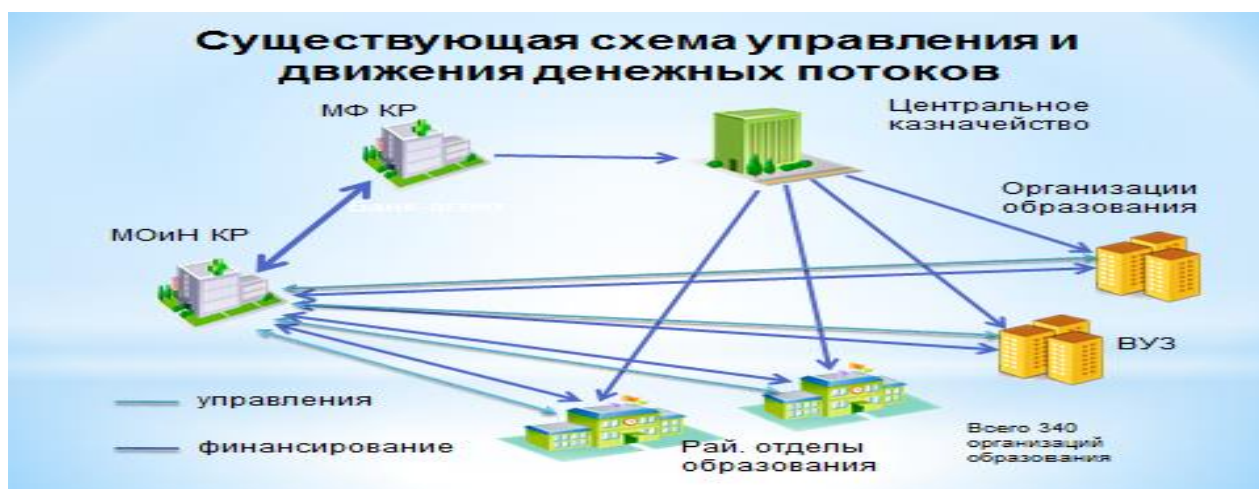 Существующая схема управления и
движения денежных потоков
МФ КР
Центральное
казначейство
Организации
образования
МОиН КР
ВУЗ
управления
финансирование
Рай. отделы
образования
Всего 340
организаций
образования